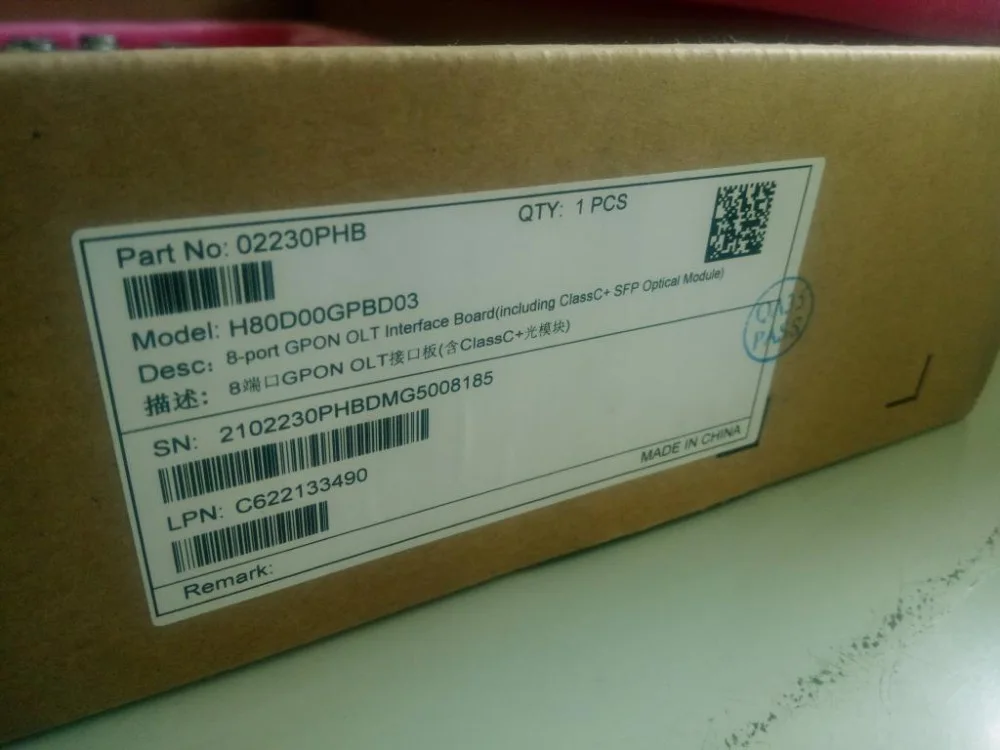 Part No: 02230PHB
QTY: 1 PCS
Model: H80D00GPBD03
Desc: 8-port GPON OLT Interface Board(including ClassC+ SFP Optical Module)
描述: 8端口GPON OLT接口板(含ClassC+光模块)
SN: 2102230PHBDMG5008185
LPN: C622133490
MADE IN CHINA
Remark:
PASS